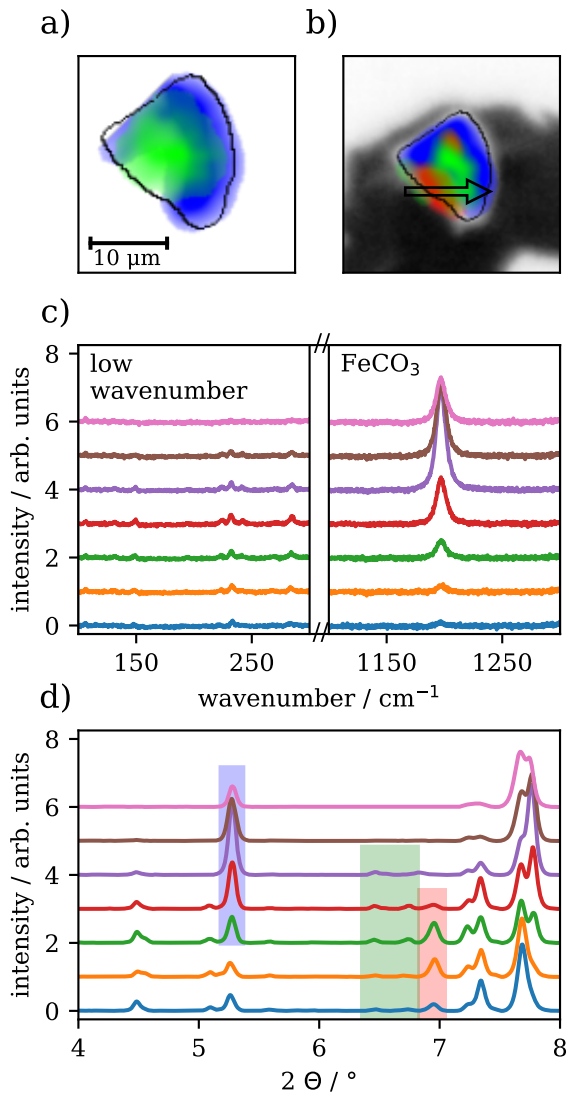 a)
b)
10 µm
c)
8
6
4
2
0
intensity / arb. units
low
wavenumber
FeCO₃
150
250
1150
1250
wavenumber / cm⁻¹
d)
8
6
4
2
0
intensity / arb. units
4
5
6
7
8
2 Θ / °